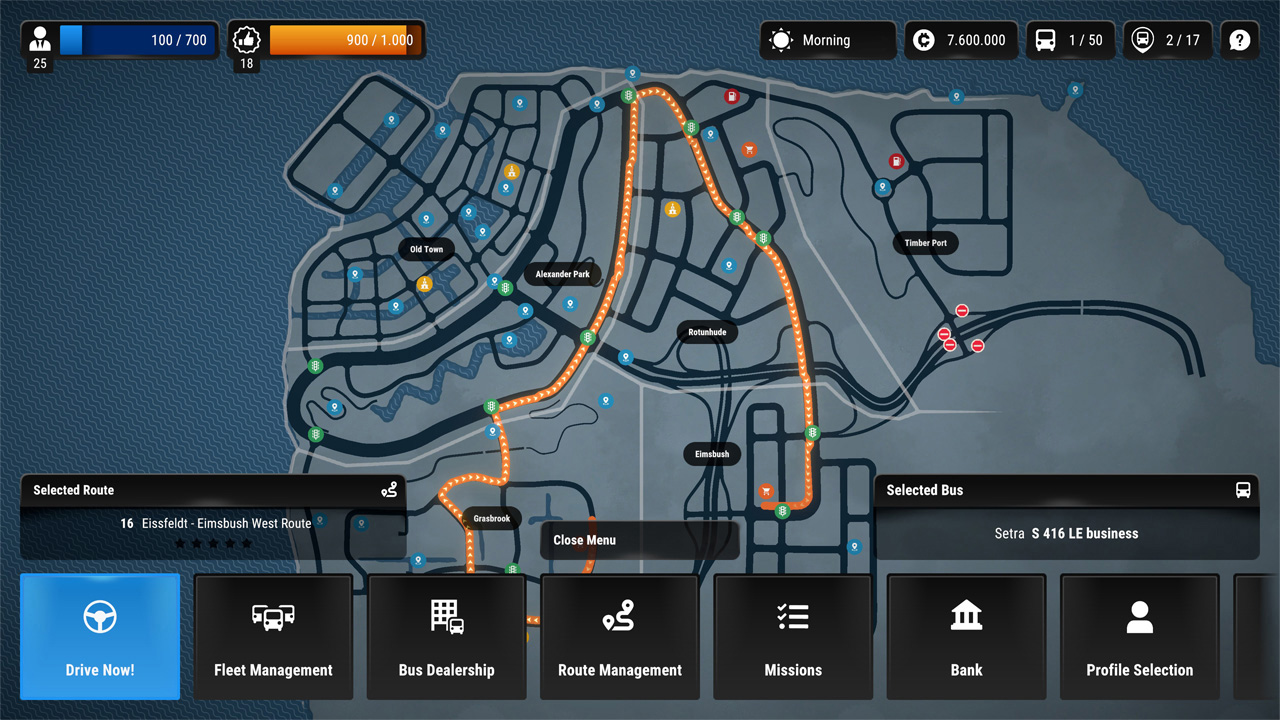 100 / 700
25
900 / 1.000
18
Morning
7.600.000
1 / 50
2 / 17
?
Old Town
Alexander Park
Timber Port
Rotunhude
Eimsbush
Grasbrook
Selected Route
16 Eissfeldt - Eimsbush West Route
Close Menu
Selected Bus
Setra S 416 LE business
Drive Now!
Fleet Management
Bus Dealership
Route Management
Missions
Bank
Profile Selection